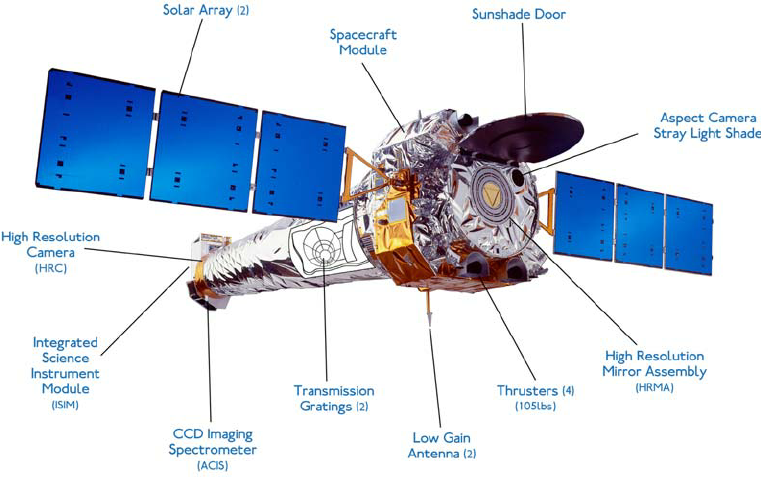 Solar Array (2)
Sunshade Door
Spacecraft
Module
Aspect Camera
Stray Light Shade
High Resolution
Camera
(HRC)
Integrated
Science
Instrument
Module
(ISIM)
High Resolution
Mirror Assembly
(HRMA)
Transmission
Gratings (2)
Thrusters (4)
(105lbs)
CCD Imaging
Spectrometer
(ACIS)
Low Gain
Antenna (2)